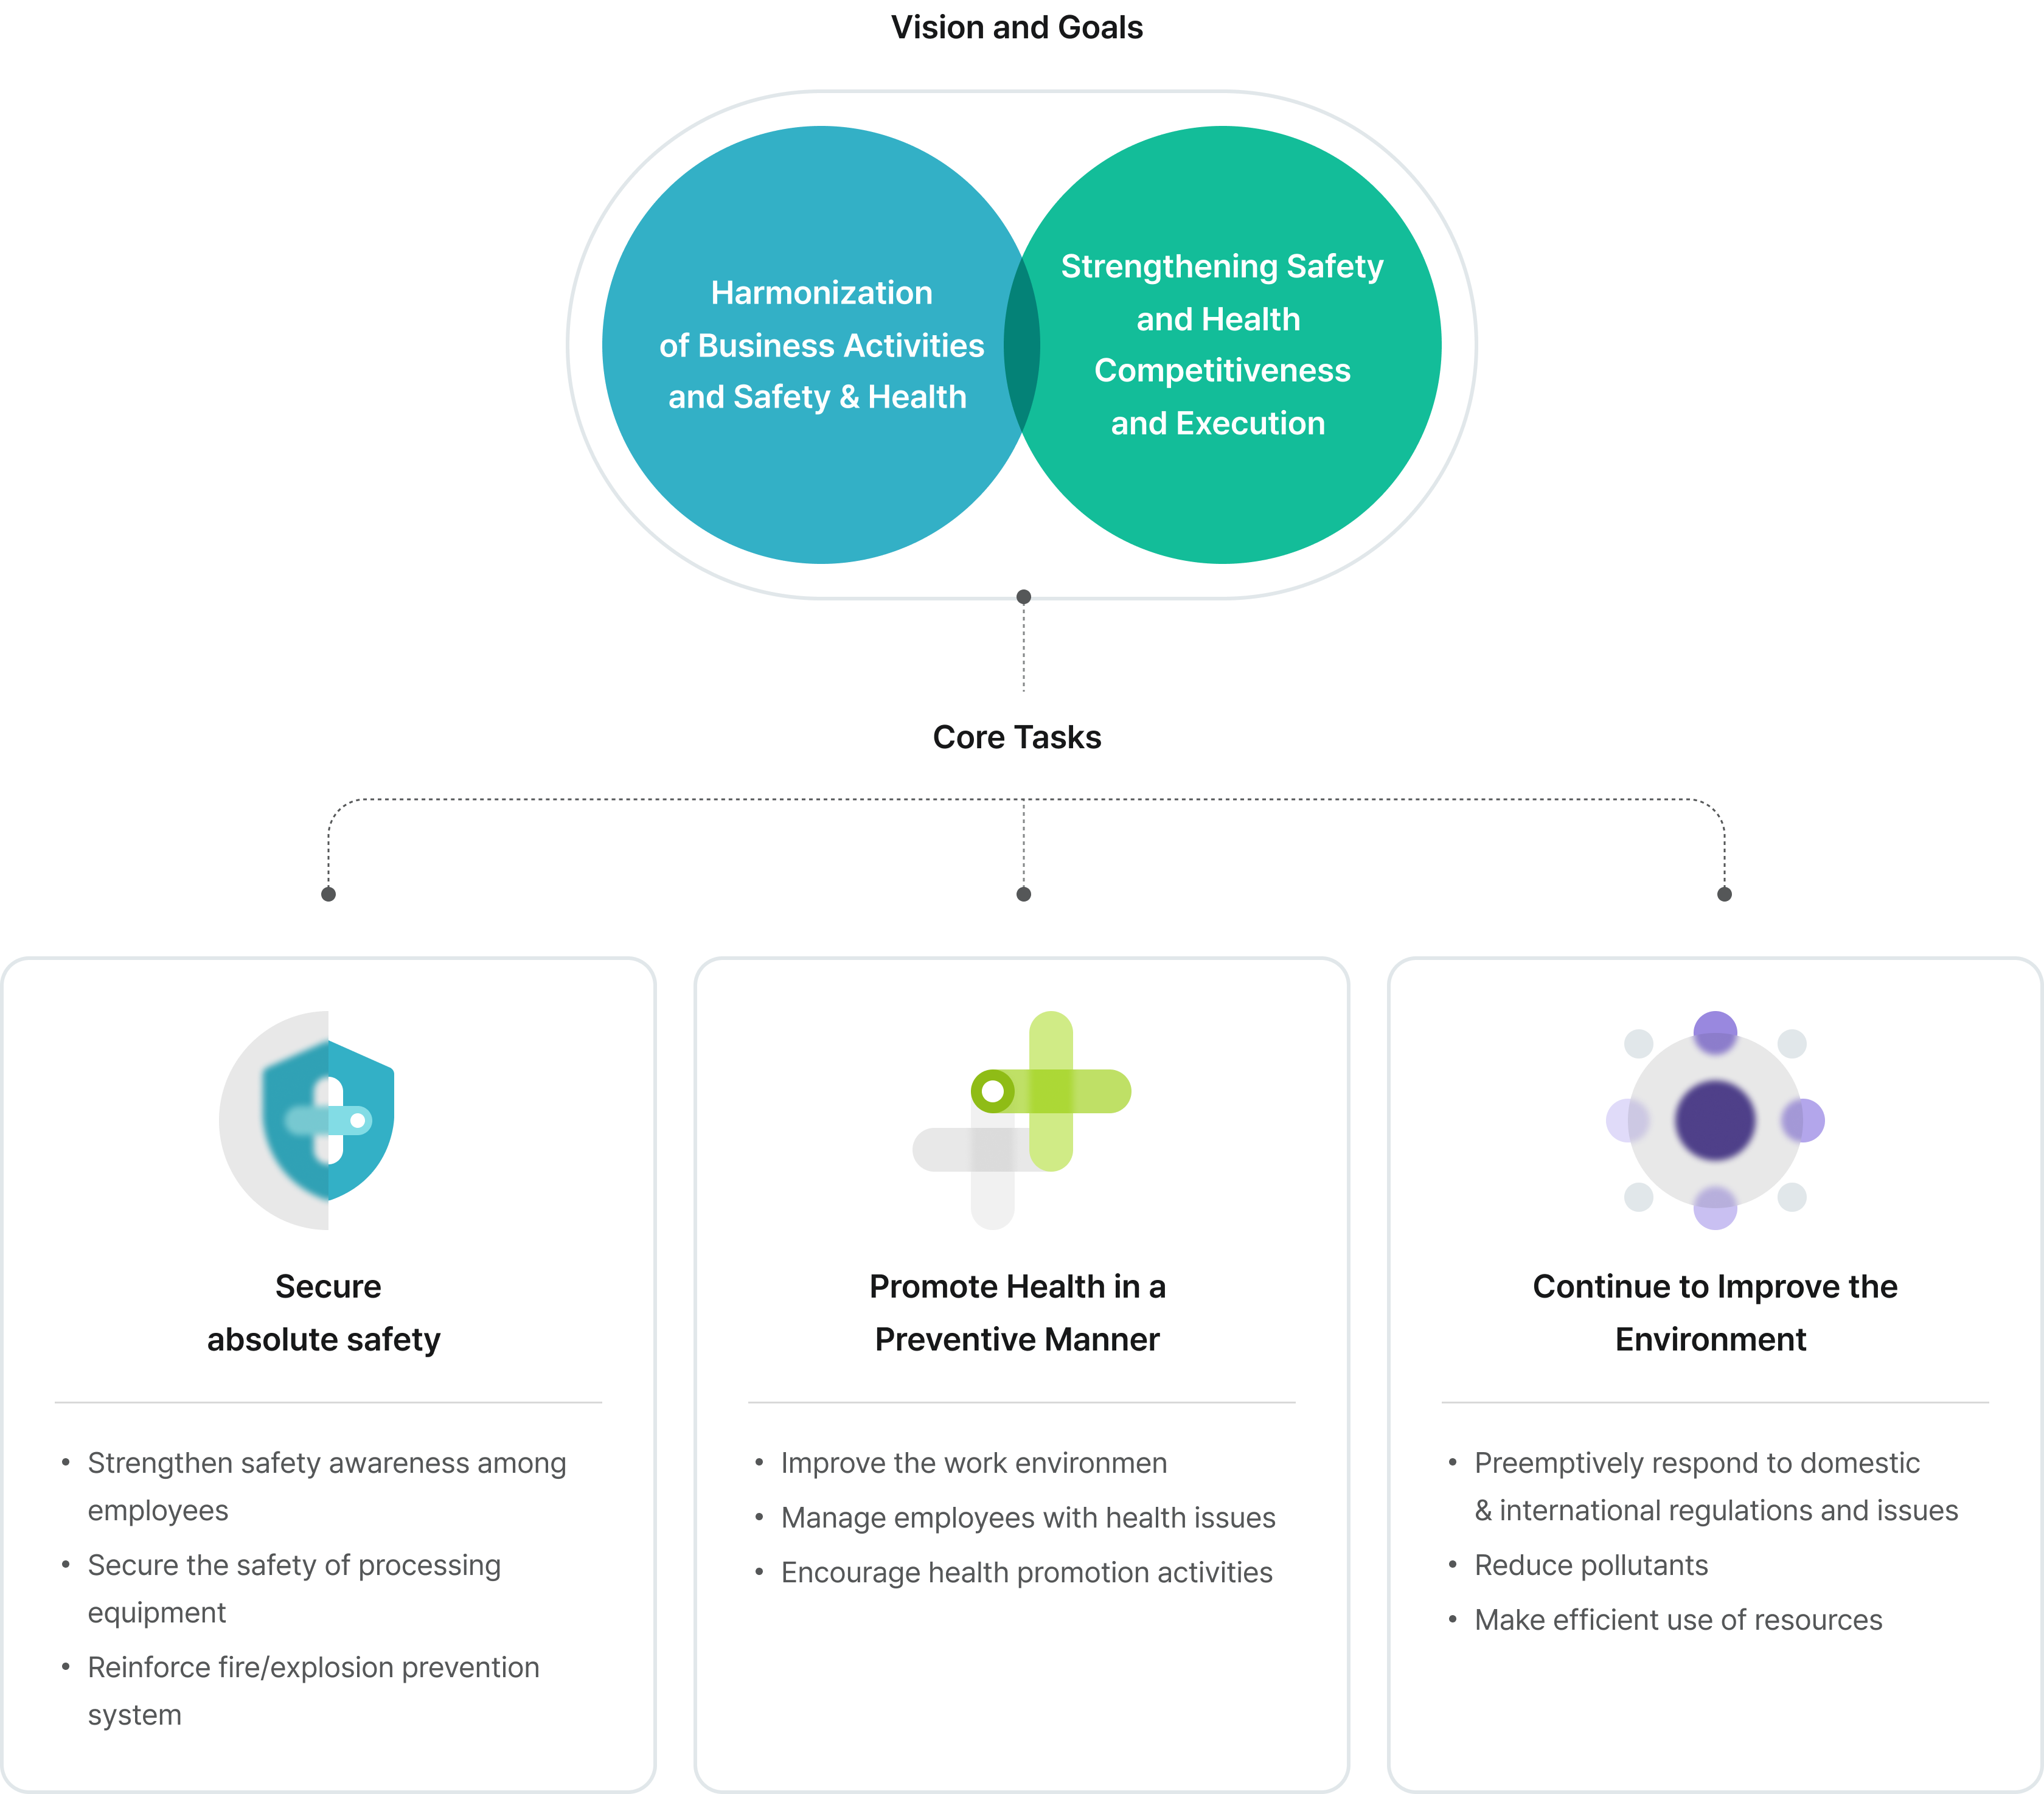 Vision and Goals
Harmonization
of Business Activities
and Safety & Health
Strengthening Safety
and Health
Competitiveness
and Execution
Core Tasks
Secure
absolute safety
• Strengthen safety awareness among
employees
• Secure the safety of processing
equipment
• Reinforce fire/explosion prevention
system
Promote Health in a
Preventive Manner
• Improve the work environmen
• Manage employees with health issues
• Encourage health promotion activities
Continue to Improve the
Environment
• Preemptively respond to domestic
& international regulations and issues
• Reduce pollutants
• Make efficient use of resources